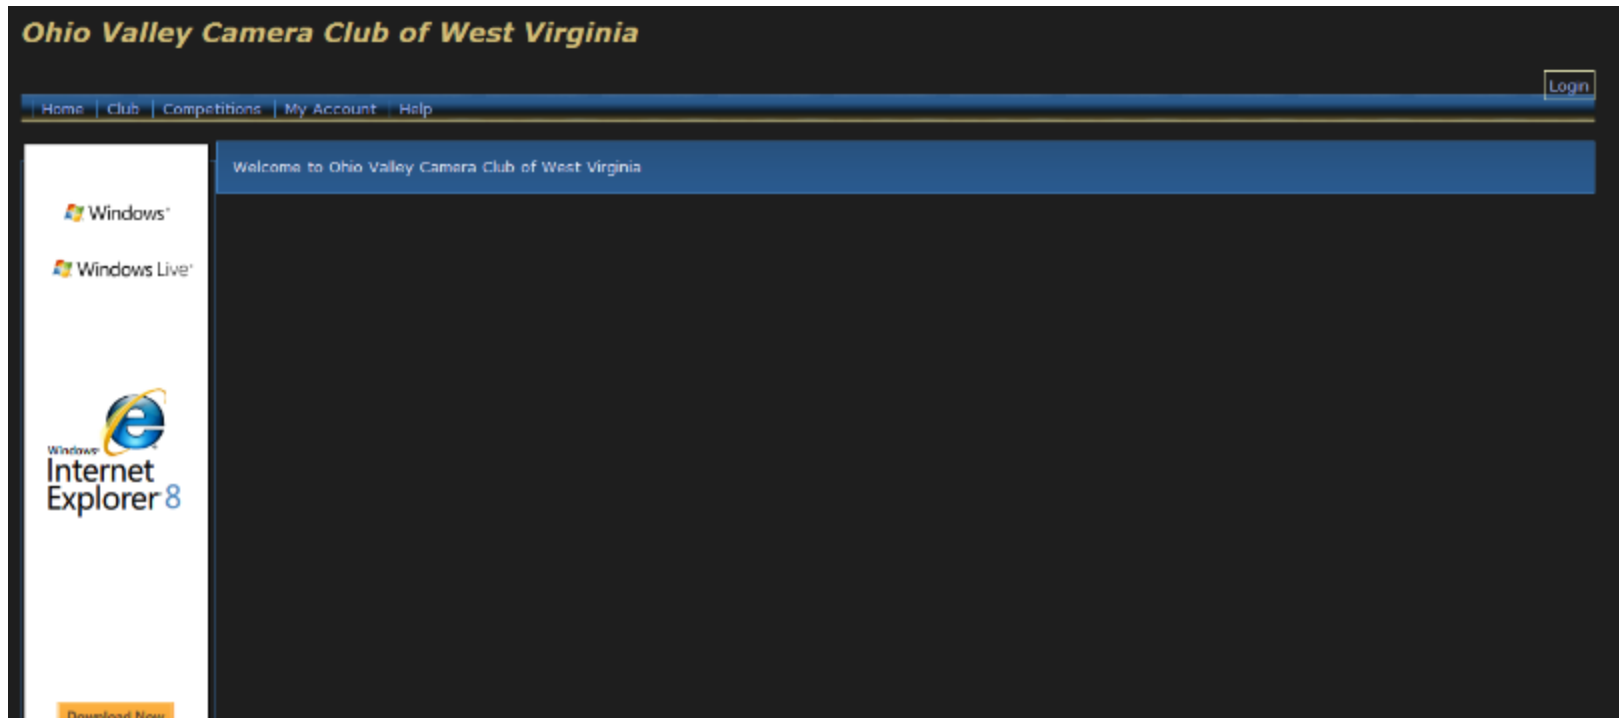 Ohio Valley Camera Club of West Virginia
Login
Home | Club | Competitions | My Account | Help
Welcome to Ohio Valley Camera Club of West Virginia
Windows
Windows Live
Windows
Internet
Explorer 8
Download Now